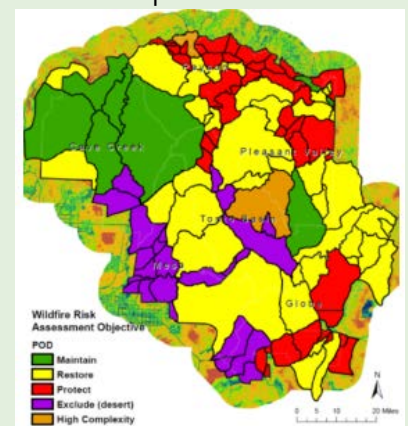 Payson
Cave Creek
Pleasant Valley
Tonto Basin
Mesa
Globe
Wildfire Risk
Assessment Objective
POD
Maintain
Restore
Protect
Exclude (desert)
High Complexity
N
0 5 10 20 Miles